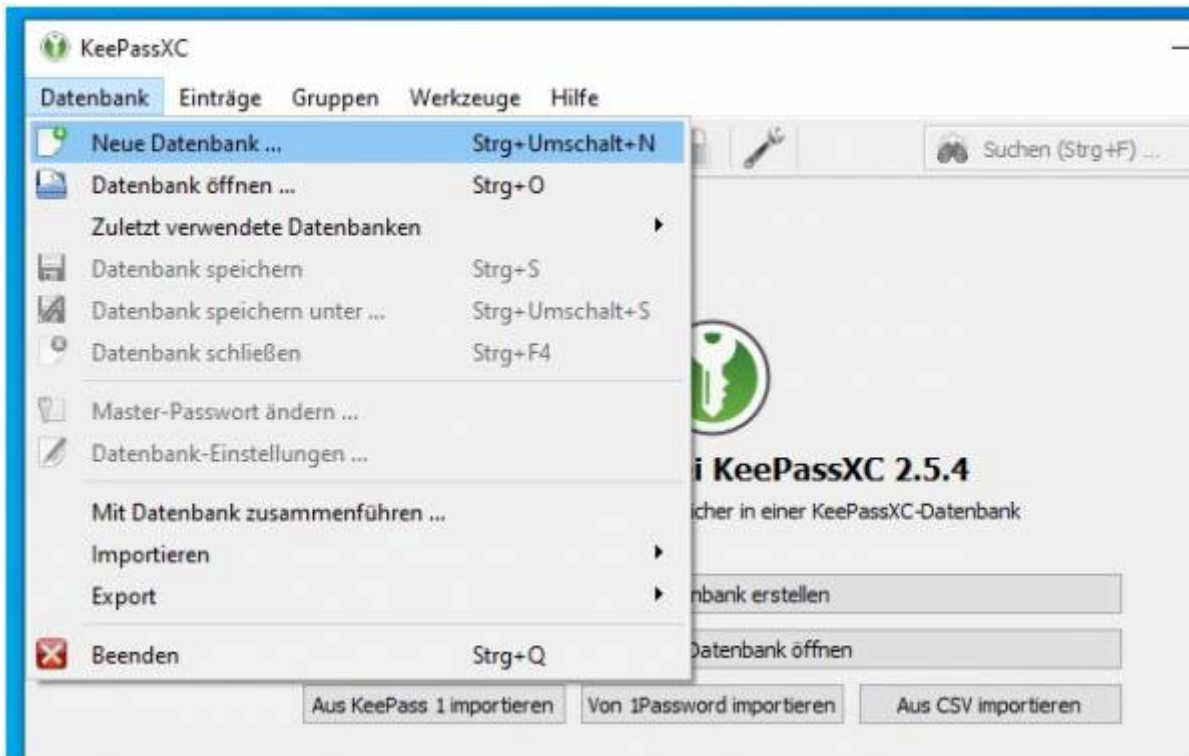 KeePassXC
Datenbank Einträge Gruppen Werkzeuge Hilfe
Neue Datenbank ... Strg+Umschalt+N
Suchen (Strg+F) ...
Datenbank öffnen ... Strg+O
Zuletzt verwendete Datenbanken
Datenbank speichern Strg+S
Datenbank speichern unter ... Strg+Umschalt+S
Datenbank schließen Strg+F4
Master-Passwort ändern ...
Datenbank-Einstellungen ...
i KeePassXC 2.5.4
Mit Datenbank zusammenführen ...
icher in einer KeePassXC-Datenbank
Importieren
Export
nbank erstellen
Beenden Strg+Q
Datenbank öffnen
Aus KeePass 1 importieren Von 1Password importieren Aus CSV importieren